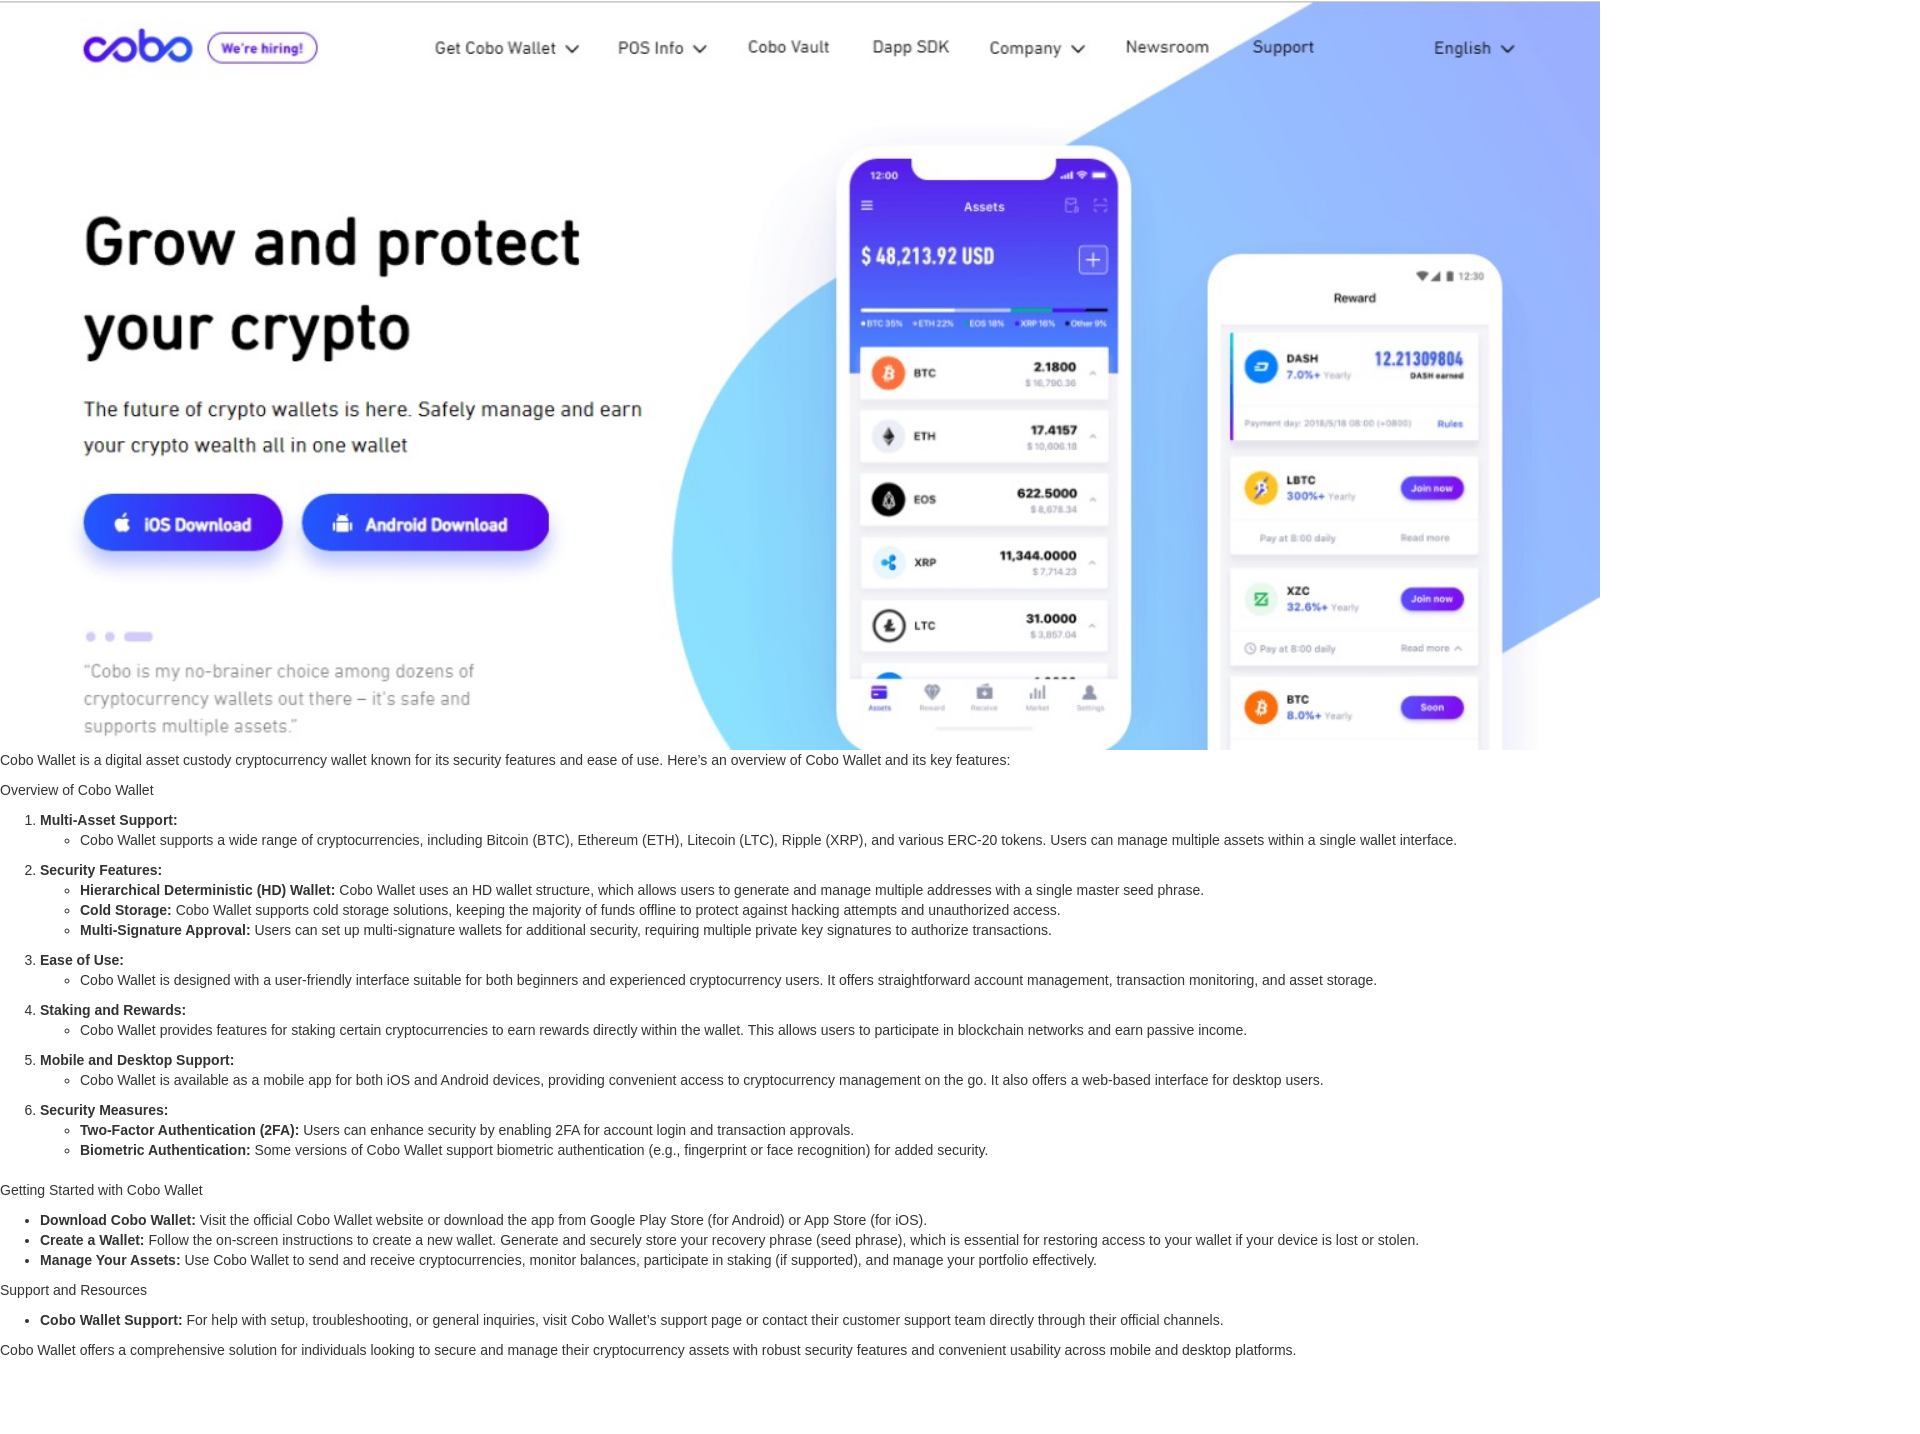 cobo We're hiring! Get Cobo Wallet POS Info Cobo Vault Dapp SDK Company Newsroom Support English
Grow and protect
your crypto
The future of crypto wallets is here. Safely manage and earn
your crypto wealth all in one wallet
iOS Download Android Download
“Cobo is my no-brainer choice among dozens of
cryptocurrency wallets out there – it's safe and
supports multiple assets.”
12:00
Assets
$ 48,213.92 USD
BTC 35% ETH 22% EOS 18% XRP 16% Other 9%
BTC 2.1800
$ 16,790.36
ETH 17.4157
$ 10,606.18
EOS 622.5000
$ 8,678.34
XRP 11,344.0000
$ 7,714.23
LTC 31.0000
$ 3,857.04
Assets Reward Receive Market Settings
12:30
Reward
DASH 12.21309804
7.0%+ Yearly DASH earned
Payment day: 2018/5/18 08:00 (+0800) Rules
LBTC
300%+ Yearly Join now
Pay at 8:00 daily Read more
XZC
32.6%+ Yearly Join now
Pay at 8:00 daily Read more
BTC
8.0%+ Yearly Soon
Cobo Wallet is a digital asset custody cryptocurrency wallet known for its security features and ease of use. Here’s an overview of Cobo Wallet and its key features:
Overview of Cobo Wallet
1. Multi-Asset Support:
Cobo Wallet supports a wide range of cryptocurrencies, including Bitcoin (BTC), Ethereum (ETH), Litecoin (LTC), Ripple (XRP), and various ERC-20 tokens. Users can manage multiple assets within a single wallet interface.
2. Security Features:
Hierarchical Deterministic (HD) Wallet: Cobo Wallet uses an HD wallet structure, which allows users to generate and manage multiple addresses with a single master seed phrase.
Cold Storage: Cobo Wallet supports cold storage solutions, keeping the majority of funds offline to protect against hacking attempts and unauthorized access.
Multi-Signature Approval: Users can set up multi-signature wallets for additional security, requiring multiple private key signatures to authorize transactions.
3. Ease of Use:
Cobo Wallet is designed with a user-friendly interface suitable for both beginners and experienced cryptocurrency users. It offers straightforward account management, transaction monitoring, and asset storage.
4. Staking and Rewards:
Cobo Wallet provides features for staking certain cryptocurrencies to earn rewards directly within the wallet. This allows users to participate in blockchain networks and earn passive income.
5. Mobile and Desktop Support:
Cobo Wallet is available as a mobile app for both iOS and Android devices, providing convenient access to cryptocurrency management on the go. It also offers a web-based interface for desktop users.
6. Security Measures:
Two-Factor Authentication (2FA): Users can enhance security by enabling 2FA for account login and transaction approvals.
Biometric Authentication: Some versions of Cobo Wallet support biometric authentication (e.g., fingerprint or face recognition) for added security.
Getting Started with Cobo Wallet
Download Cobo Wallet: Visit the official Cobo Wallet website or download the app from Google Play Store (for Android) or App Store (for iOS).
Create a Wallet: Follow the on-screen instructions to create a new wallet. Generate and securely store your recovery phrase (seed phrase), which is essential for restoring access to your wallet if your device is lost or stolen.
Manage Your Assets: Use Cobo Wallet to send and receive cryptocurrencies, monitor balances, participate in staking (if supported), and manage your portfolio effectively.
Support and Resources
Cobo Wallet Support: For help with setup, troubleshooting, or general inquiries, visit Cobo Wallet’s support page or contact their customer support team directly through their official channels.
Cobo Wallet offers a comprehensive solution for individuals looking to secure and manage their cryptocurrency assets with robust security features and convenient usability across mobile and desktop platforms.